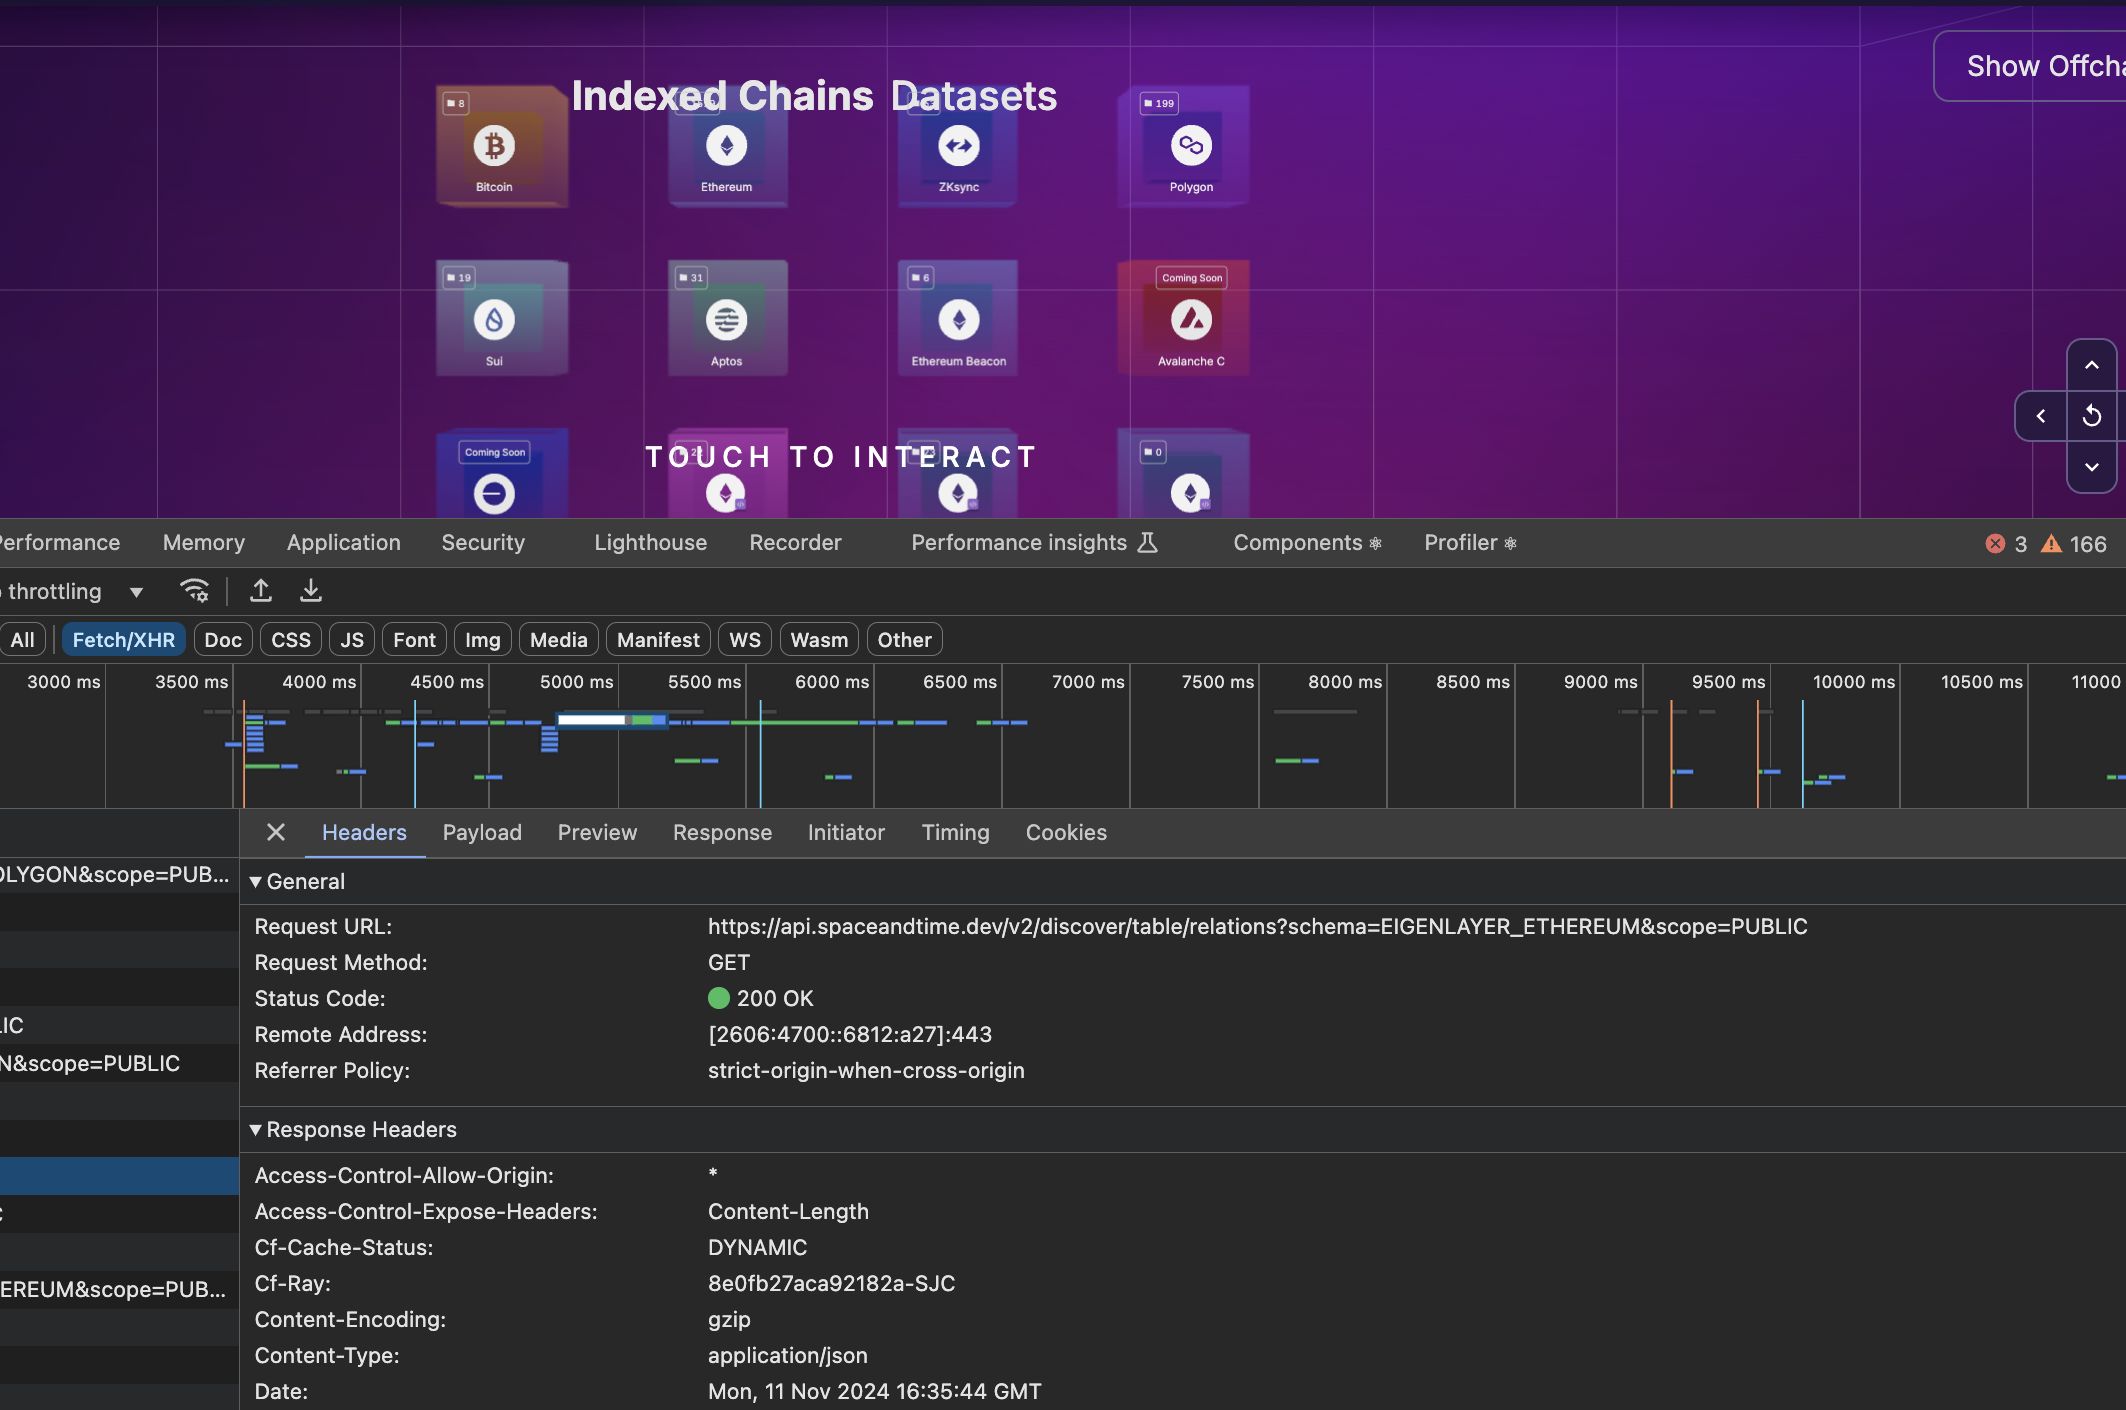 Indexed Chains Datasets
Show Offcha
8
199
Bitcoin
Ethereum
ZKsync
Polygon
19
31
6
Coming Soon
Sui
Aptos
Ethereum Beacon
Avalanche C
Coming Soon
TOUCH TO INTERACT
0
Performance Memory Application Security Lighthouse Recorder Performance insights Components Profiler 3 166
throttling
All Fetch/XHR Doc CSS JS Font Img Media Manifest WS Wasm Other
3000 ms 3500 ms 4000 ms 4500 ms 5000 ms 5500 ms 6000 ms 6500 ms 7000 ms 7500 ms 8000 ms 8500 ms 9000 ms 9500 ms 10000 ms 10500 ms 11000
Headers Payload Preview Response Initiator Timing Cookies
OLYGON&scope=PUB...
LIC
N&scope=PUBLIC
C
EREUM&scope=PUB...
General
Request URL: https://api.spaceandtime.dev/v2/discover/table/relations?schema=EIGENLAYER_ETHEREUM&scope=PUBLIC
Request Method: GET
Status Code: 200 OK
Remote Address: [2606:4700::6812:a27]:443
Referrer Policy: strict-origin-when-cross-origin
Response Headers
Access-Control-Allow-Origin: *
Access-Control-Expose-Headers: Content-Length
Cf-Cache-Status: DYNAMIC
Cf-Ray: 8e0fb27aca92182a-SJC
Content-Encoding: gzip
Content-Type: application/json
Date: Mon, 11 Nov 2024 16:35:44 GMT